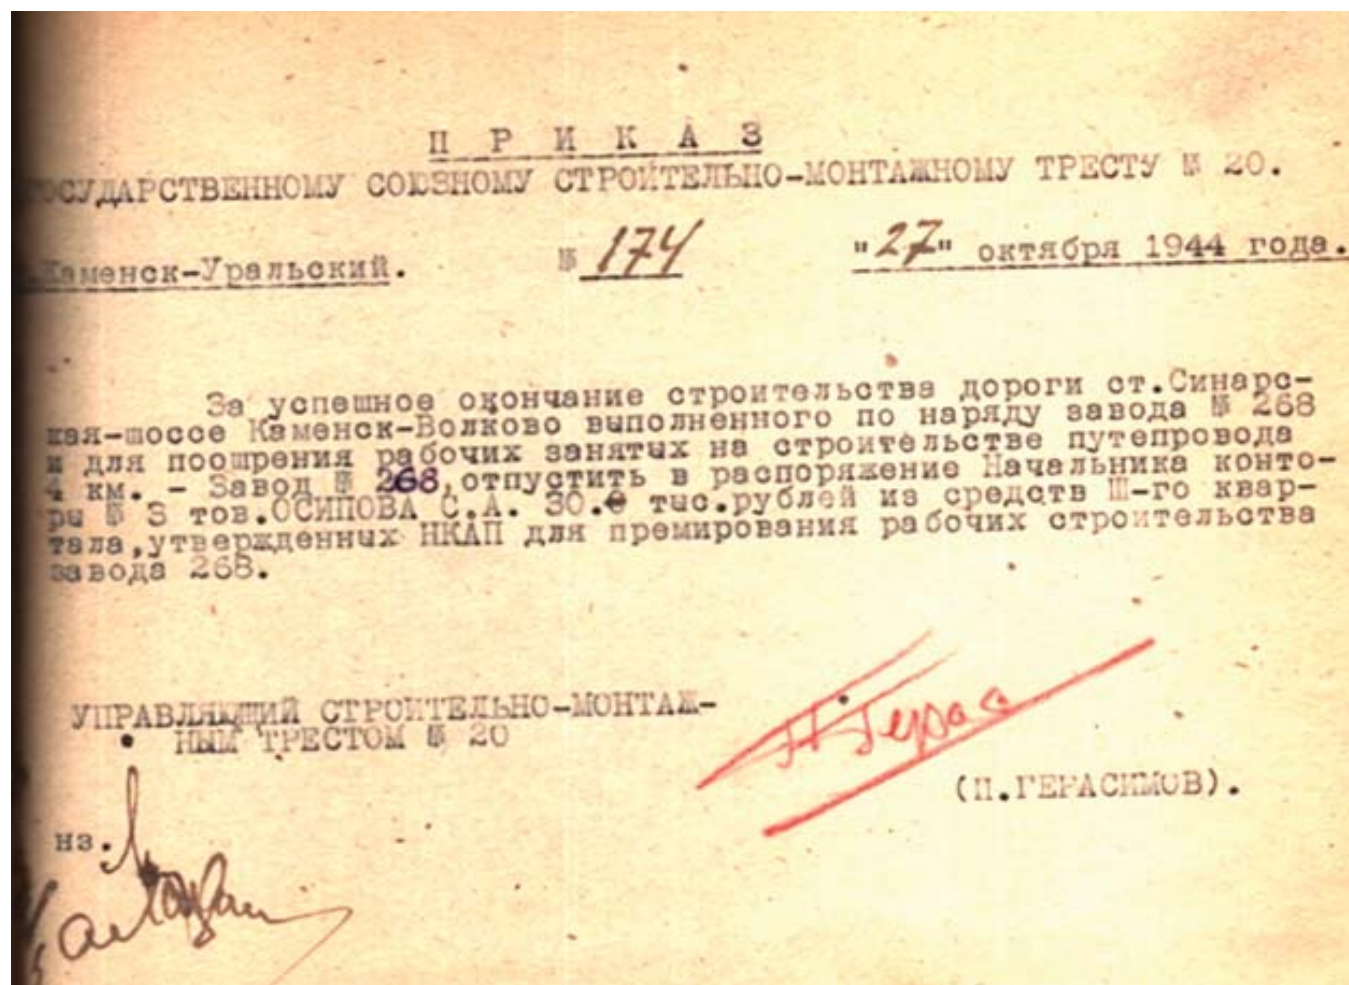 П Р И К А З
ГОСУДАРСТВЕННОМУ СОЮЗНОМУ СТРОИТЕЛЬНО-МОНТАЖНОМУ ТРЕСТУ № 20.
.Каменск-Уральский. № 174 "27" октября 1944 года.
За успешное окончание строительства дороги ст.Синарс-
кая-шоссе Каменск-Волково выполненного по наряду завода № 268
и для поощрения рабочих занятых на строительстве путепровода
4 км. - Завод № 268,отпустить в распоряжение Начальника конто-
ры № 3 тов.ОСИПОВА С.А. 30. тыс.рублей из средств Ш-го квар-
тала,утвержденных НКАП для премирования рабочих строительства
завода 268.
УПРАВЛЯЮЩИЙ СТРОИТЕЛЬНО-МОНТАЖ-
НЫМ ТРЕСТОМ № 20
П Герас
(П.ГЕРАСИМОВ).
нз.